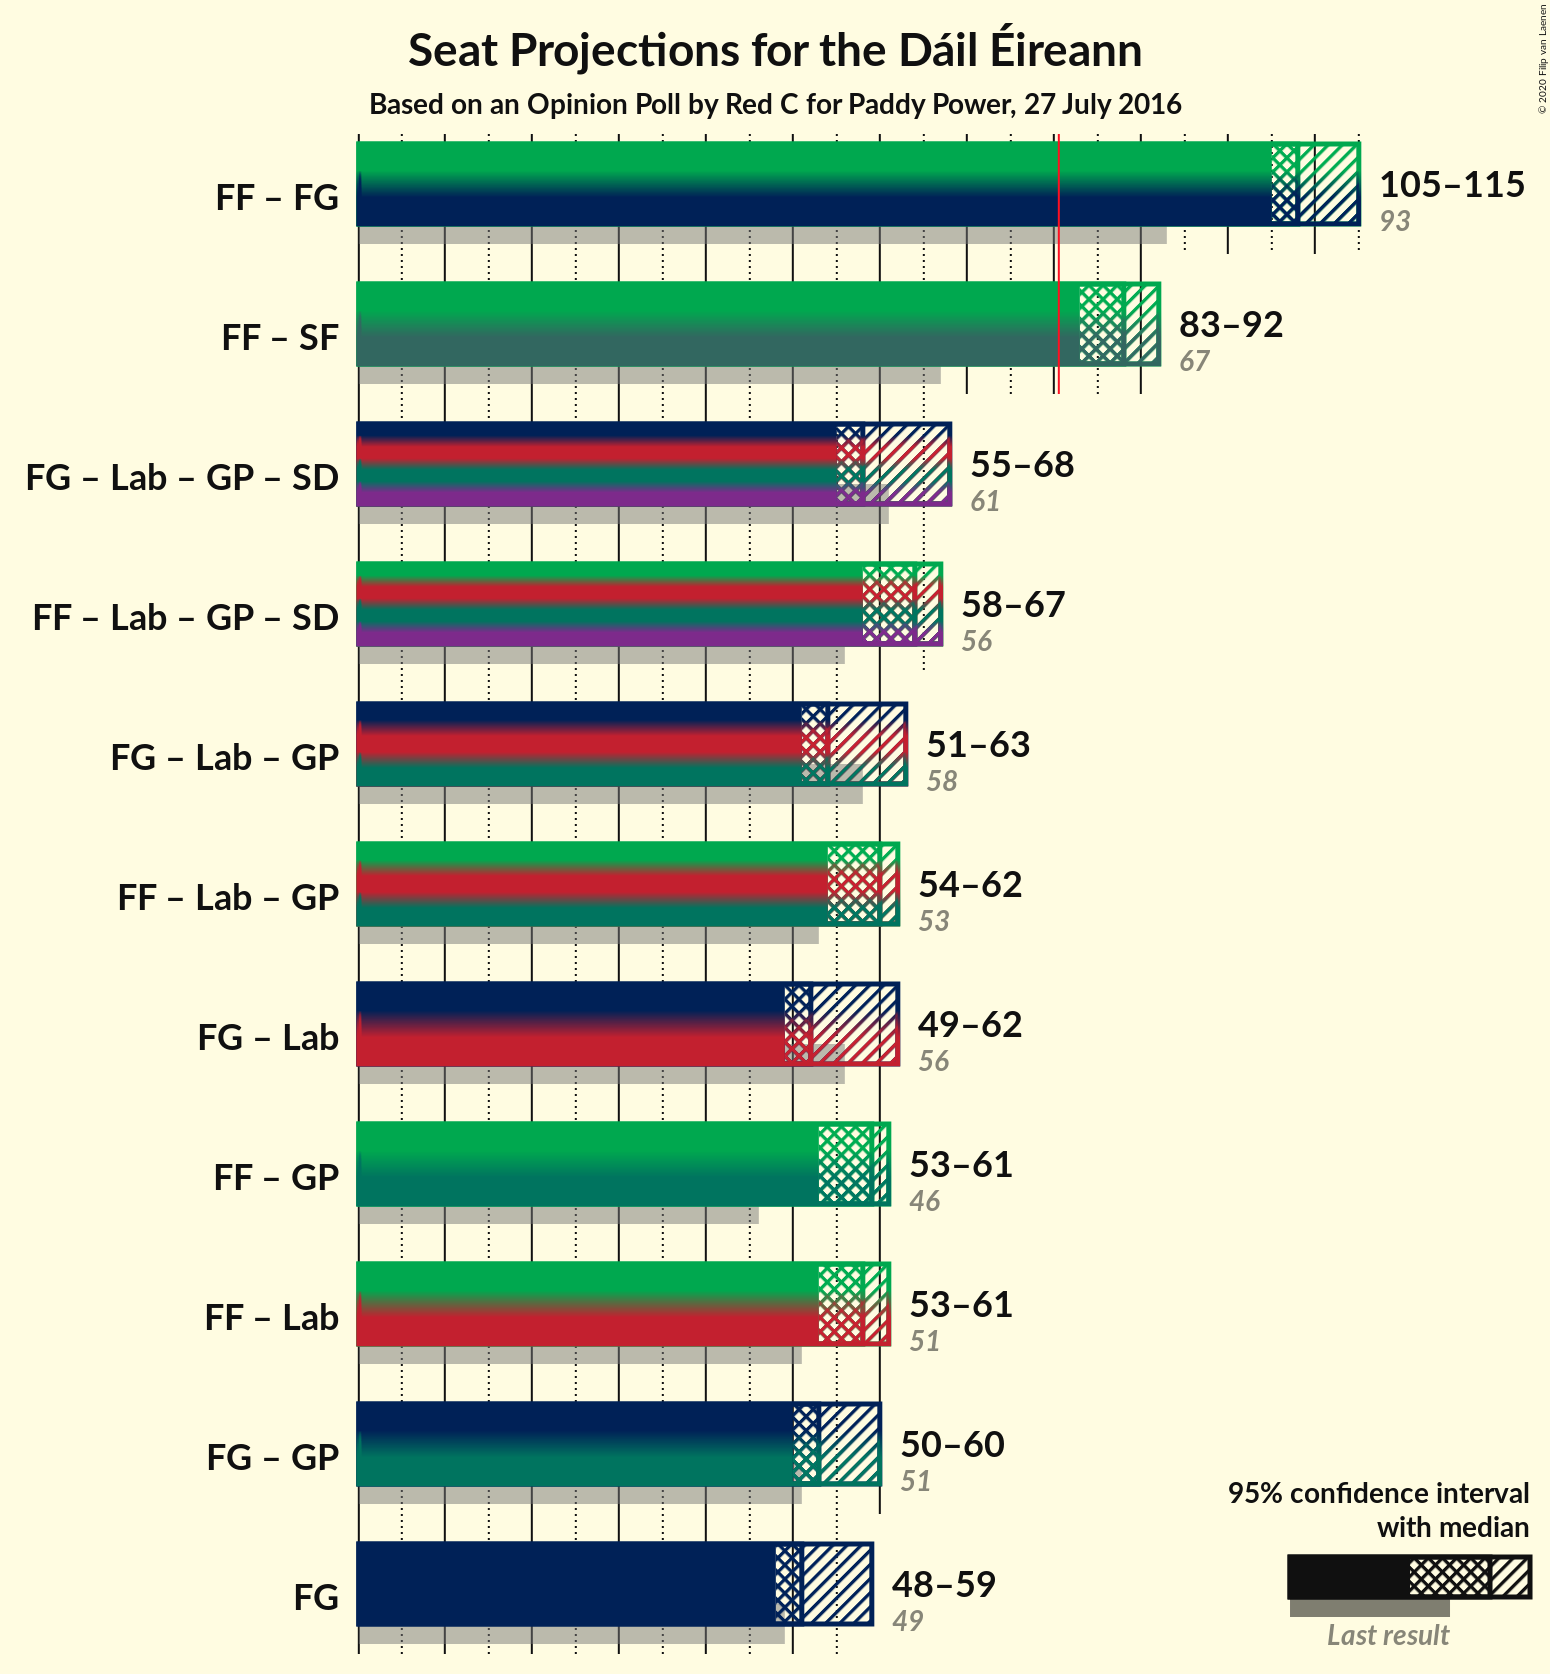 Seat Projections for the Dáil Éireann
Based on an Opinion Poll by Red C for Paddy Power, 27 July 2016
© 2020 Filip van Laenen
FF – FG
105–115
93
FF – SF
83–92
67
FG – Lab – GP – SD
55–68
61
FF – Lab – GP – SD
58–67
56
FG – Lab – GP
51–63
58
FF – Lab – GP
54–62
53
FG – Lab
49–62
56
FF – GP
53–61
46
FF – Lab
53–61
51
FG – GP
50–60
51
FG
48–59
49
95% confidence interval
with median
Last result